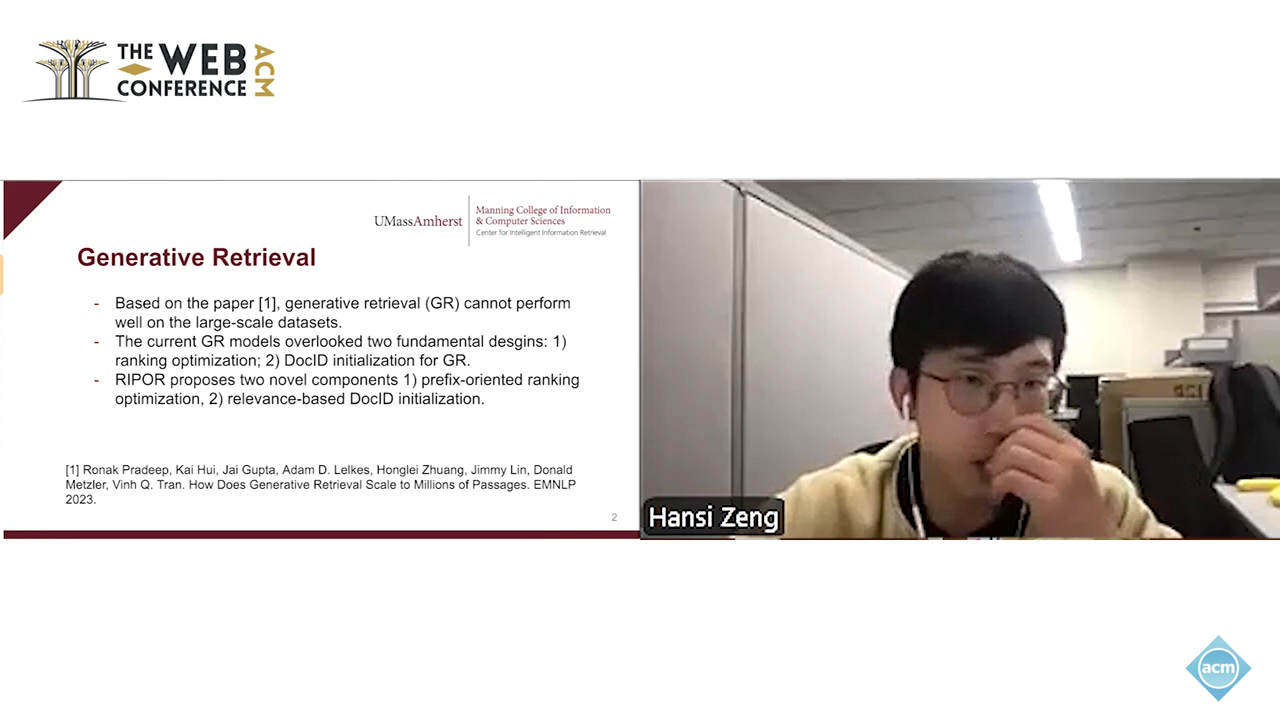 THE WEB
CONFERENCE
ACM
UMassAmherst
Manning College of Information
& Computer Sciences
Center for Intelligent Information Retrieval
Generative Retrieval
- Based on the paper [1], generative retrieval (GR) cannot perform
well on the large-scale datasets.
- The current GR models overlooked two fundamental desgins: 1)
ranking optimization; 2) DocID initialization for GR.
- RIPOR proposes two novel components 1) prefix-oriented ranking
optimization, 2) relevance-based DocID initialization.
[1] Ronak Pradeep, Kai Hui, Jai Gupta, Adam D. Lelkes, Honglei Zhuang, Jimmy Lin, Donald
Metzler, Vinh Q. Tran. How Does Generative Retrieval Scale to Millions of Passages. EMNLP
2023.
2
Hansi Zeng
acm